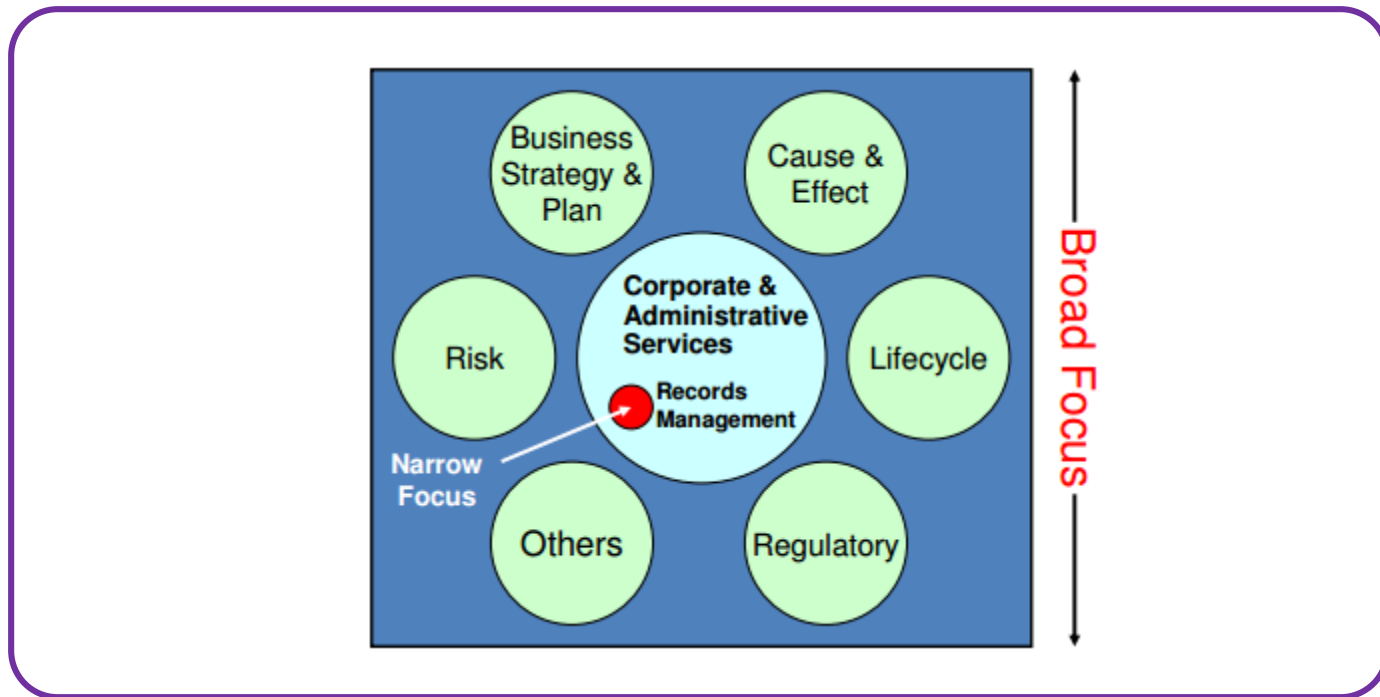 Business
Strategy &
Plan
Cause &
Effect
Corporate &
Administrative
Services
Risk
Lifecycle
Records
Management
Narrow
Focus
Others
Regulatory
Broad Focus